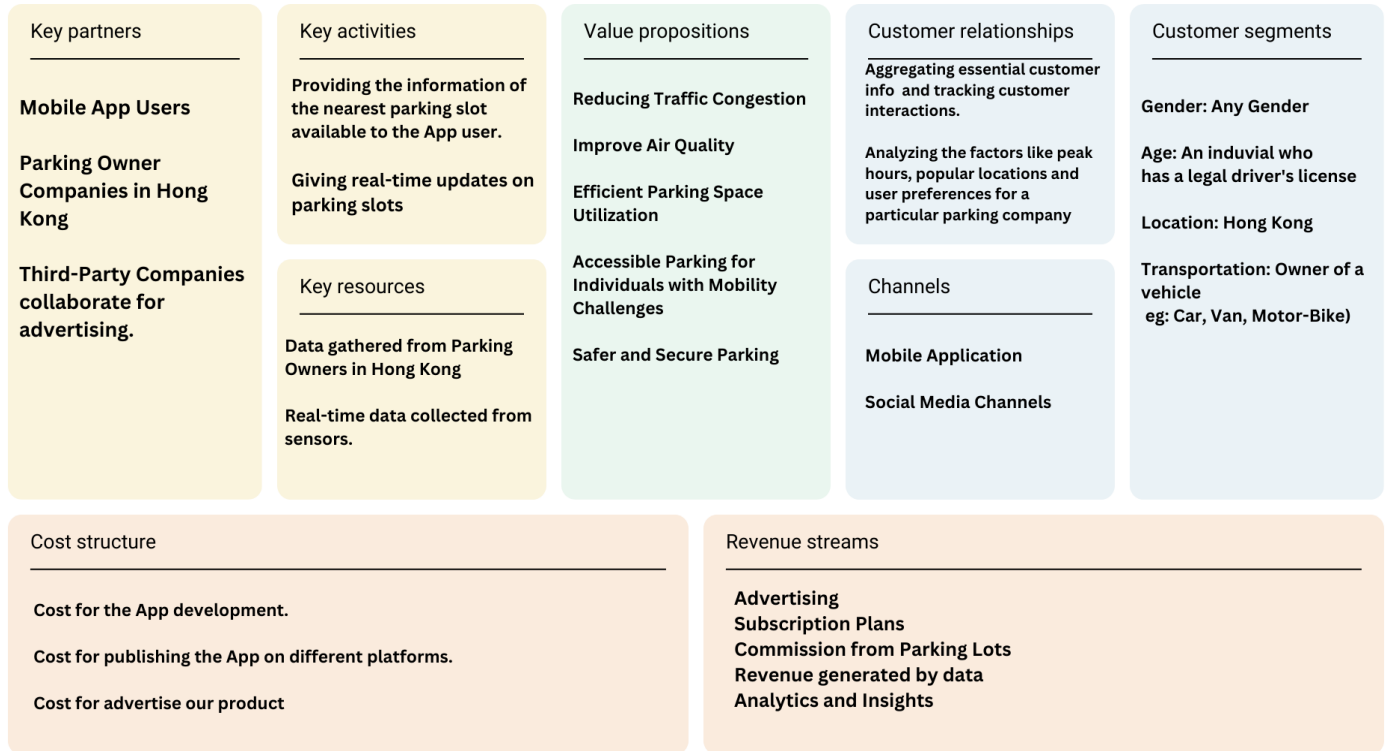 Key partners
Mobile App Users
Parking Owner
Companies in Hong
Kong
Third-Party Companies
collaborate for
advertising.
Key activities
Providing the information of
the nearest parking slot
available to the App user.
Giving real-time updates on
parking slots
Key resources
Data gathered from Parking
Owners in Hong Kong
Real-time data collected from
sensors.
Value propositions
Reducing Traffic Congestion
Improve Air Quality
Efficient Parking Space
Utilization
Accessible Parking for
Individuals with Mobility
Challenges
Safer and Secure Parking
Customer relationships
Aggregating essential customer
info and tracking customer
interactions.
Analyzing the factors like peak
hours, popular locations and
user preferences for a
particular parking company
Channels
Mobile Application
Social Media Channels
Customer segments
Gender: Any Gender
Age: An induvial who
has a legal driver's license
Location: Hong Kong
Transportation: Owner of a
vehicle
eg: Car, Van, Motor-Bike)
Cost structure
Cost for the App development.
Cost for publishing the App on different platforms.
Cost for advertise our product
Revenue streams
Advertising
Subscription Plans
Commission from Parking Lots
Revenue generated by data
Analytics and Insights